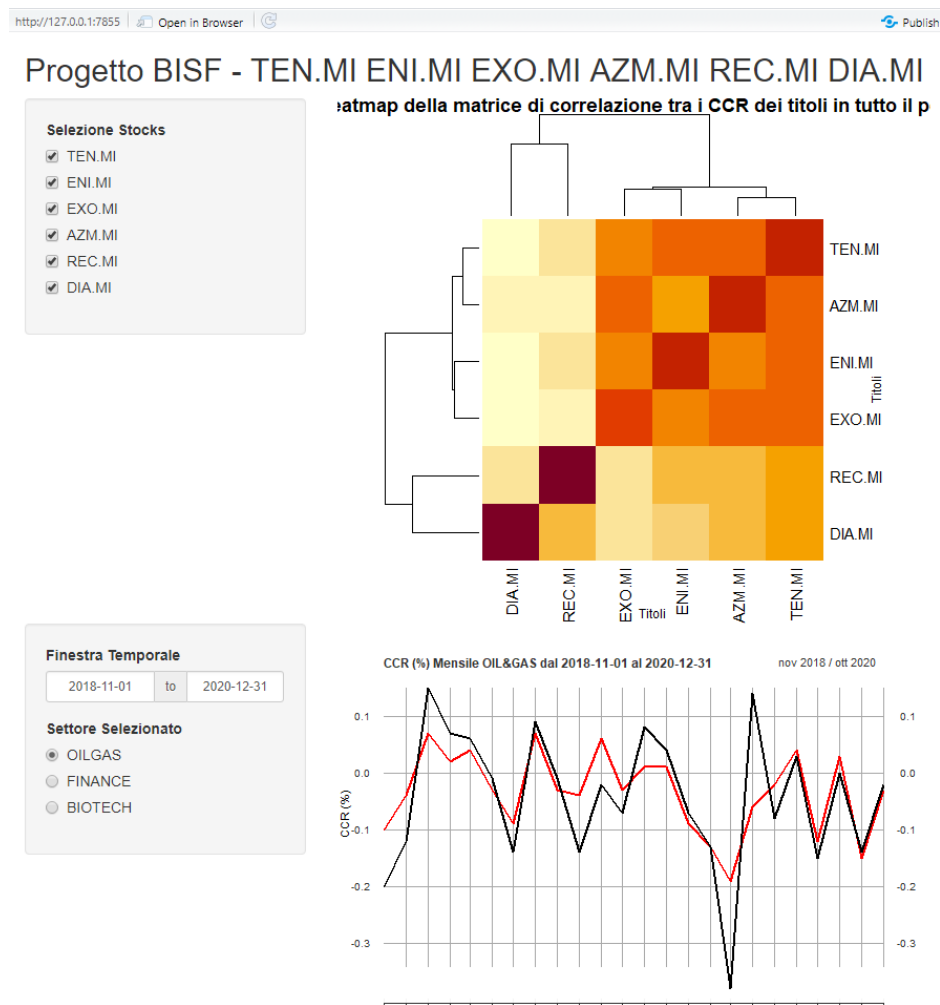 http://127.0.0.1:7855 Open in Browser Publish
Progetto BISF - TEN.MI ENI.MI EXO.MI AZM.MI REC.MI DIA.MI
eatmap della matrice di correlazione tra i CCR dei titoli in tutto il p
Selezione Stocks
TEN.MI
ENI.MI
EXO.MI
AZM.MI
REC.MI
DIA.MI
TEN.MI
AZM.MI
ENI.MI
EXO.MI
REC.MI
DIA.MI
Titoli
DIA.MI
REC.MI
EXO.MI
ENI.MI
AZM.MI
TEN.MI
Titoli
Finestra Temporale
2018-11-01 to 2020-12-31
Settore Selezionato
OILGAS
FINANCE
BIOTECH
CCR (%) Mensile OIL&GAS dal 2018-11-01 al 2020-12-31 nov 2018 / ott 2020
CCR (%)
0.1 0.1
0.0 0.0
-0.1 -0.1
-0.2 -0.2
-0.3 -0.3